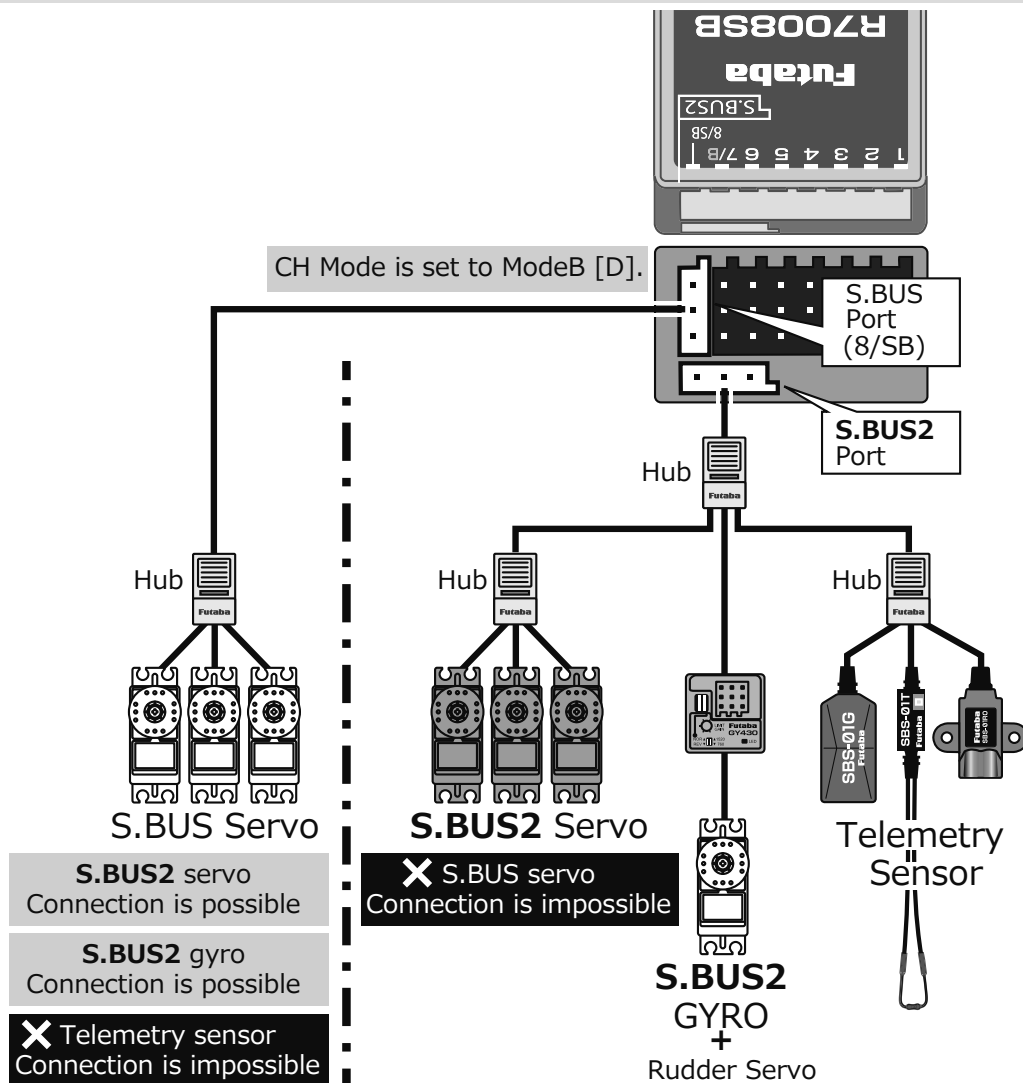 R7008SB
Futaba
S.BUS2
8/SB
7/B 6 5 4 3 2 1
CH Mode is set to ModeB [D].
S.BUS
Port
(8/SB)
S.BUS2
Port
Hub
Futaba
Hub
Futaba
Hub
Futaba
Hub
Futaba
Futaba
GY430
SBS-01G
Futaba
SBS-01T
Futaba
Futaba
SBS-01RO
S.BUS Servo
S.BUS2 Servo
Telemetry
Sensor
S.BUS2 servo
Connection is possible
S.BUS2 gyro
Connection is possible
✕ Telemetry sensor
Connection is impossible
✕ S.BUS servo
Connection is impossible
S.BUS2
GYRO
+
Rudder Servo